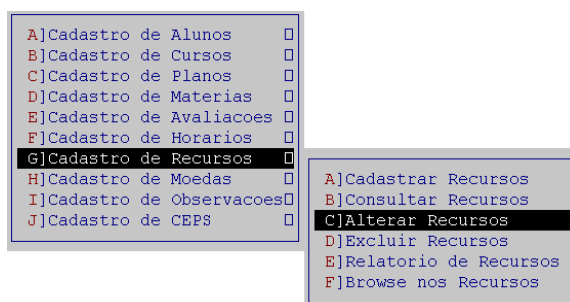 A]Cadastro de Alunos
B]Cadastro de Cursos
C]Cadastro de Planos
D]Cadastro de Materias
E]Cadastro de Avaliacoes
F]Cadastro de Horarios
G]Cadastro de Recursos
H]Cadastro de Moedas
I]Cadastro de Observacoes
J]Cadastro de CEPS
A]Cadastrar Recursos
B]Consultar Recursos
C]Alterar Recursos
D]Excluir Recursos
E]Relatorio de Recursos
F]Browse nos Recursos